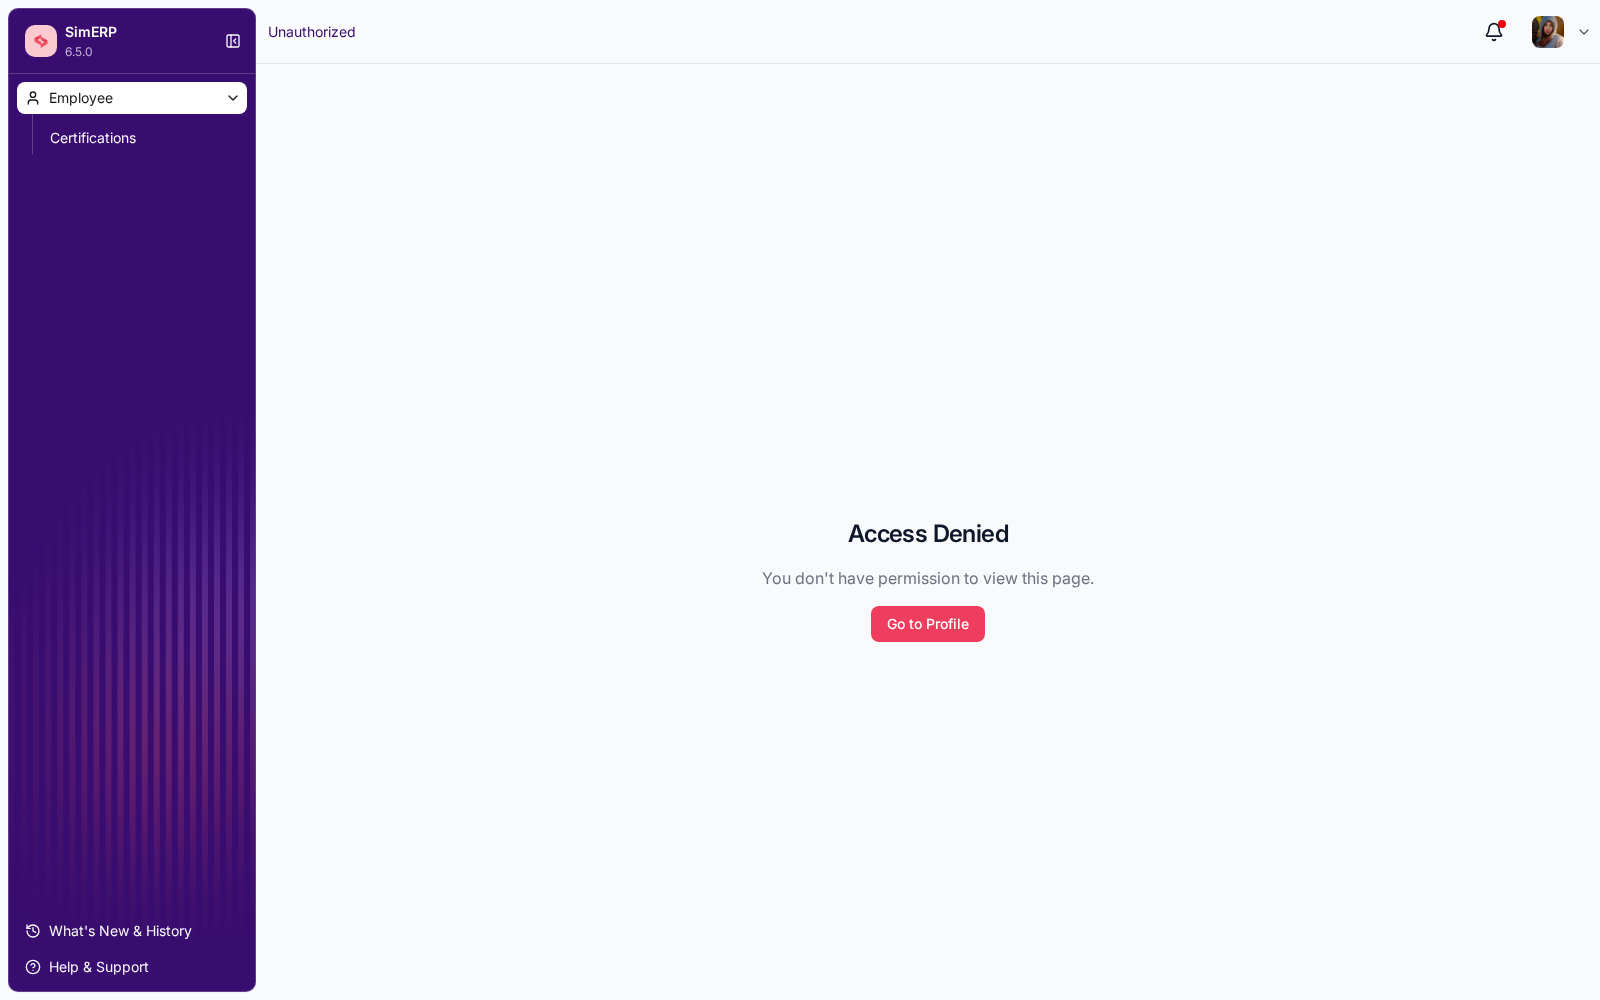 SimERP
6.5.0
Employee
Certifications
What's New & History
Help & Support
Unauthorized
Access Denied
You don't have permission to view this page.
Go to Profile